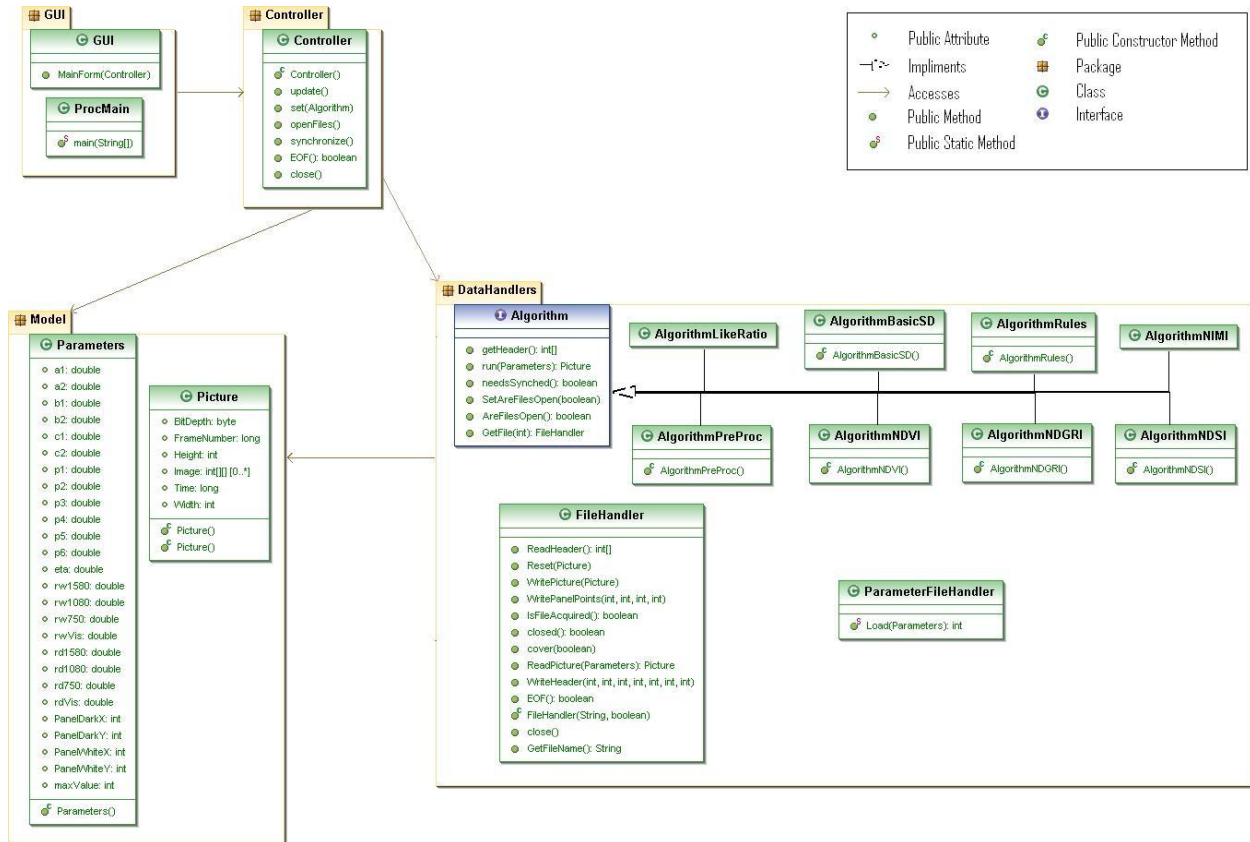 GUI
GUI
MainForm(Controller)
ProcMain
main(String[])
Controller
Controller
Controller()
update()
set(Algorithm)
openFiles()
synchronize()
EOF(): boolean
close()
Public Attribute
Impliments
Accesses
Public Method
Public Static Method
Public Constructor Method
Package
Class
Interface
Model
Parameters
a1: double
a2: double
b1: double
b2: double
c1: double
c2: double
p1: double
p2: double
p3: double
p4: double
p5: double
p6: double
eta: double
rw1580: double
rw1080: double
rw750: double
rwVis: double
rd1580: double
rd1080: double
rd750: double
rdVis: double
PanelDarkX: int
PanelDarkY: int
PanelWhiteX: int
PanelWhiteY: int
maxValue: int
Parameters()
Picture
BitDepth: byte
FrameNumber: long
Height: int
Image: int[][] [0..*]
Time: long
Width: int
Picture()
Picture()
DataHandlers
Algorithm
getHeader(): int[]
run(Parameters): Picture
needsSynched(): boolean
SetAreFilesOpen(boolean)
AreFilesOpen(): boolean
GetFile(int): FileHandler
AlgorithmLikeRatio
AlgorithmBasicSD
AlgorithmBasicSD()
AlgorithmRules
AlgorithmRules()
AlgorithmNIMI
AlgorithmPreProc
AlgorithmPreProc()
AlgorithmNDVI
AlgorithmNDVI()
AlgorithmNDGRI
AlgorithmNDGRI()
AlgorithmNDSI
AlgorithmNDSI()
FileHandler
ReadHeader(): int[]
Reset(Picture)
WritePicture(Picture)
WritePanelPoints(int, int, int, int)
IsFileAcquired(): boolean
closed(): boolean
cover(boolean)
ReadPicture(Parameters): Picture
WriteHeader(int, int, int, int, int, int, int)
EOF(): boolean
FileHandler(String, boolean)
close()
GetFileName(): String
ParameterFileHandler
Load(Parameters): int